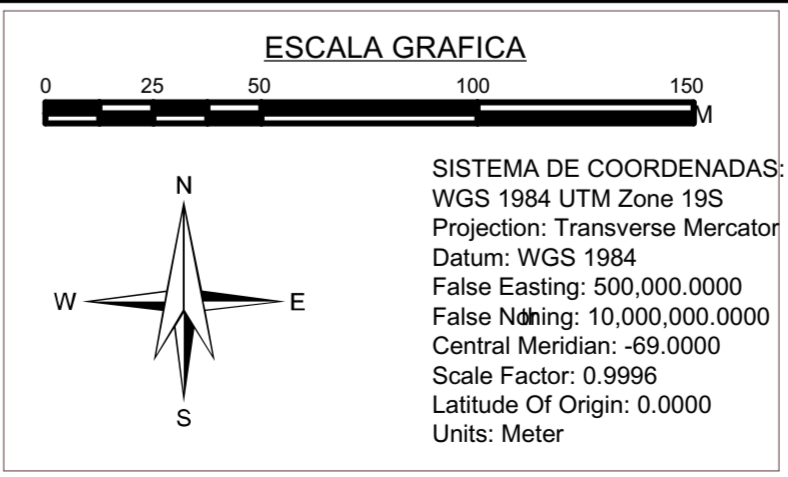 ESCALA GRAFICA
0 25 50 100 150
M
N
W E
S
SISTEMA DE COORDENADAS:
WGS 1984 UTM Zone 19S
Projection: Transverse Mercator
Datum: WGS 1984
False Easting: 500,000.0000
False Nothing: 10,000,000.0000
Central Meridian: -69.0000
Scale Factor: 0.9996
Latitude Of Origin: 0.0000
Units: Meter